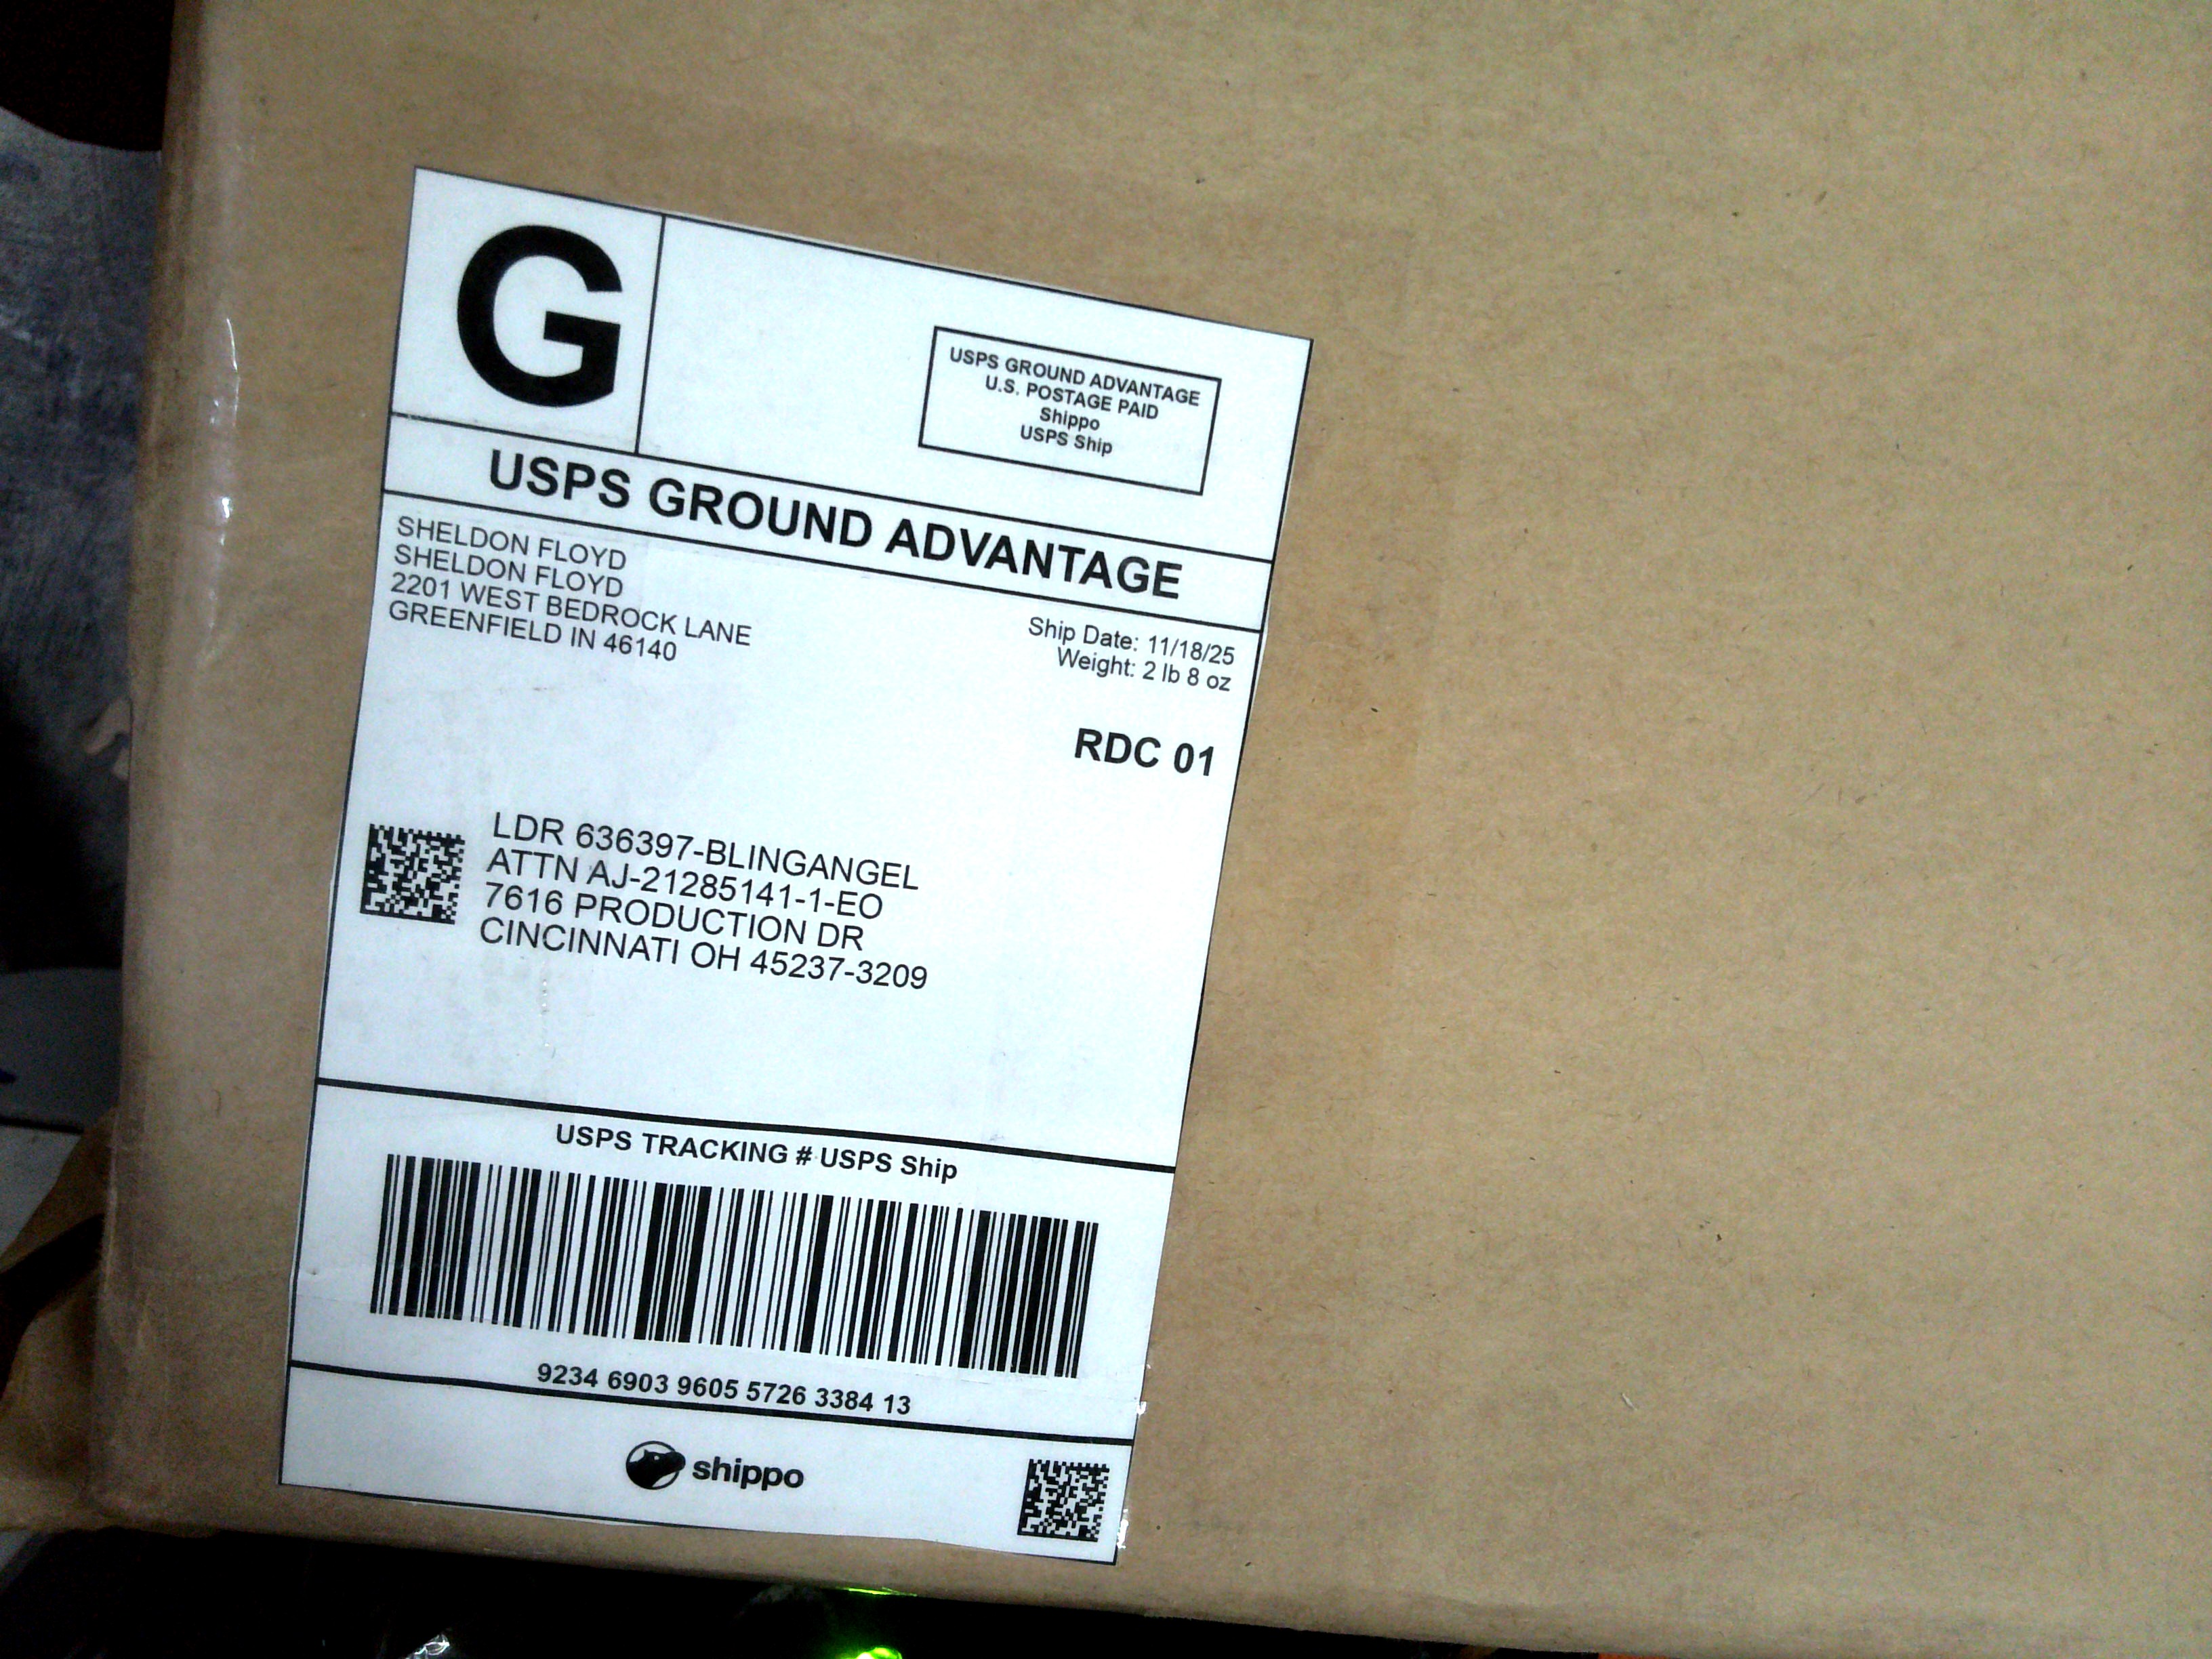 G
USPS GROUND ADVANTAGE
U.S. POSTAGE PAID
Shippo
USPS Ship
USPS GROUND ADVANTAGE
SHELDON FLOYD
SHELDON FLOYD
2201 WEST BEDROCK LANE
GREENFIELD IN 46140
Ship Date: 11/18/25
Weight: 2 lb 8 oz
RDC 01
LDR 636397-BLINGANGEL
ATTN AJ-21285141-1-EO
7616 PRODUCTION DR
CINCINNATI OH 45237-3209
USPS TRACKING # USPS Ship
9234 6903 9605 5726 3384 13
shippo